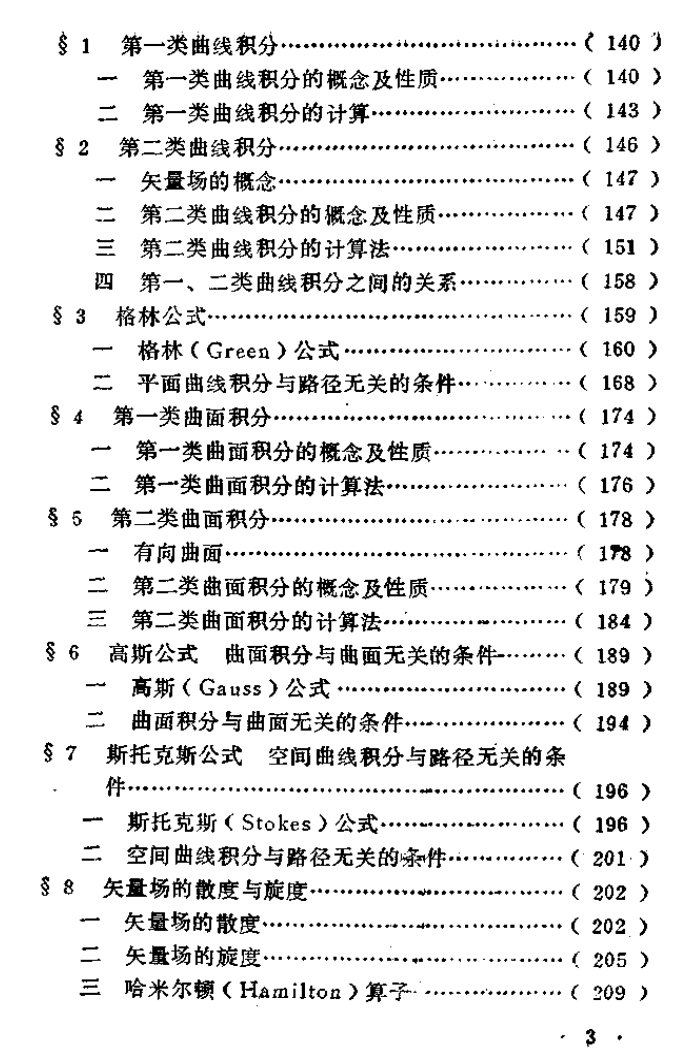 § 1 第一类曲线积分……………………………( 140 )
一 第一类曲线积分的概念及性质………………( 140 )
二 第一类曲线积分的计算……………………( 143 )
§ 2 第二类曲线积分……………………………( 146 )
一 矢量场的概念……………………………( 147 )
二 第二类曲线积分的概念及性质………………( 147 )
三 第二类曲线积分的计算法……………………( 151 )
四 第一、二类曲线积分之间的关系……………( 158 )
§ 3 格林公式……………………………………( 159 )
一 格林(Green)公式…………………………( 160 )
二 平面曲线积分与路径无关的条件……………( 168 )
§ 4 第一类曲面积分……………………………( 174 )
一 第一类曲面积分的概念及性质………………( 174 )
二 第一类曲面积分的计算法……………………( 176 )
§ 5 第二类曲面积分……………………………( 178 )
一 有向曲面……………………………………( 178 )
二 第二类曲面积分的概念及性质………………( 179 )
三 第二类曲面积分的计算法……………………( 184 )
§ 6 高斯公式 曲面积分与曲面无关的条件………( 189 )
一 高斯(Gauss)公式…………………………( 189 )
二 曲面积分与曲面无关的条件…………………( 194 )
§ 7 斯托克斯公式 空间曲线积分与路径无关的条
件……………………………………………( 196 )
一 斯托克斯(Stokes)公式……………………( 196 )
二 空间曲线积分与路径无关的条件……………( 201 )
§ 8 矢量场的散度与旋度…………………………( 202 )
一 矢量场的散度………………………………( 202 )
二 矢量场的旋度………………………………( 205 )
三 哈米尔顿(Hamilton)算子…………………( 209 )
· 3 ·